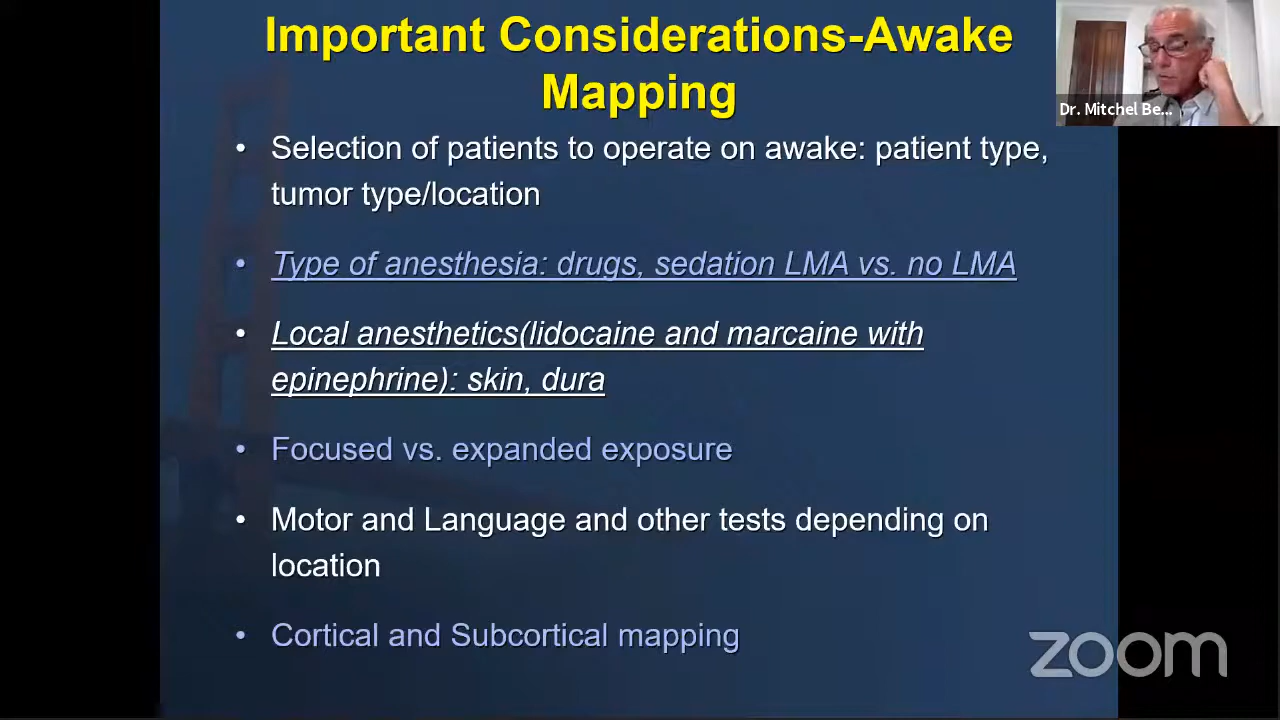 Important Considerations-Awake
Mapping
Dr. Mitchel Be...
• Selection of patients to operate on awake: patient type,
tumor type/location
• Type of anesthesia: drugs, sedation LMA vs. no LMA
• Local anesthetics(lidocaine and marcaine with
epinephrine): skin, dura
• Focused vs. expanded exposure
• Motor and Language and other tests depending on
location
• Cortical and Subcortical mapping
zoom